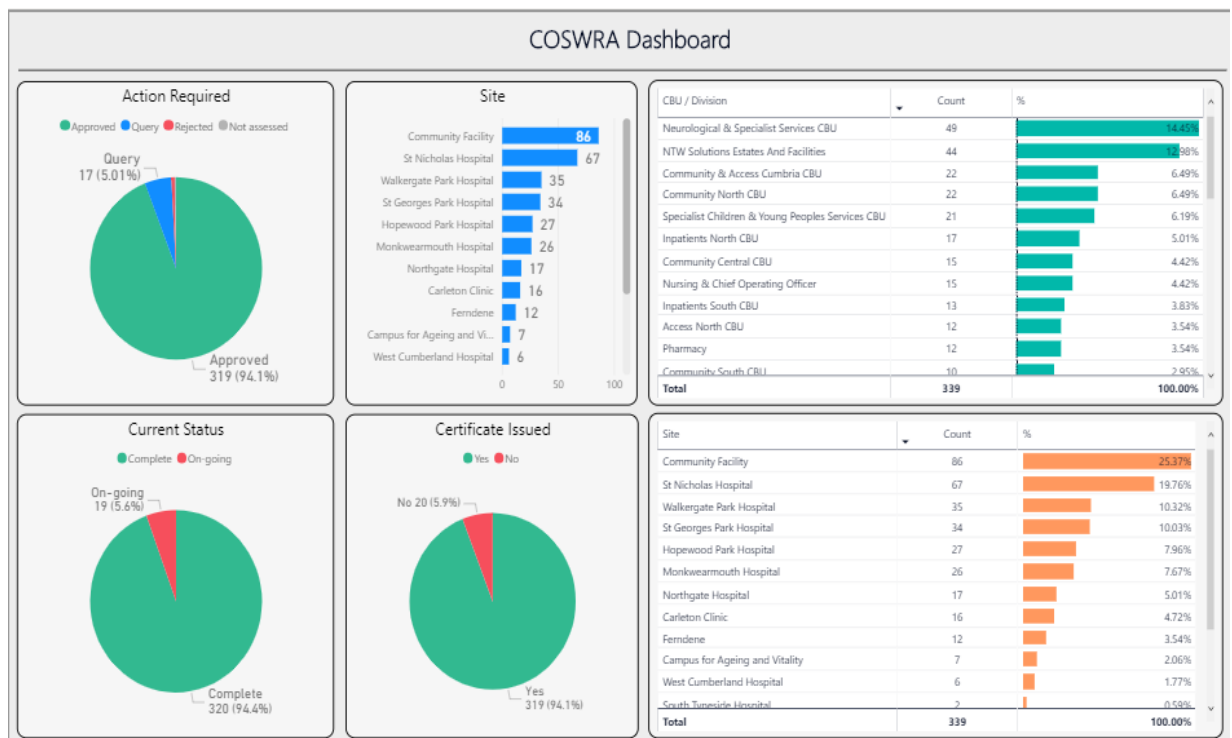 COSWRA Dashboard
Action Required
Approved Query Rejected Not assessed
Query
17 (5.01%)
Approved
319 (94.1%)
Site
Community Facility 86
St Nicholas Hospital 67
Walkergate Park Hospital 35
St Georges Park Hospital 34
Hopewood Park Hospital 27
Monkwearmouth Hospital 26
Northgate Hospital 17
Carleton Clinic 16
Ferndene 12
Campus for Ageing and Vi... 7
West Cumberland Hospital 6
0 50 100
CBU / Division Count %
Neurological & Specialist Services CBU 49 14.45%
NTW Solutions Estates And Facilities 44 12.98%
Community & Access Cumbria CBU 22 6.49%
Community North CBU 22 6.49%
Specialist Children & Young Peoples Services CBU 21 6.19%
Inpatients North CBU 17 5.01%
Community Central CBU 15 4.42%
Nursing & Chief Operating Officer 15 4.42%
Inpatients South CBU 13 3.83%
Access North CBU 12 3.54%
Pharmacy 12 3.54%
Community South CBU 10 2.95%
Total 339 100.00%
Current Status
Complete On-going
On-going
19 (5.6%)
Complete
320 (94.4%)
Certificate Issued
Yes No
No 20 (5.9%)
Yes
319 (94.1%)
Site Count %
Community Facility 86 25.37%
St Nicholas Hospital 67 19.76%
Walkergate Park Hospital 35 10.32%
St Georges Park Hospital 34 10.03%
Hopewood Park Hospital 27 7.96%
Monkwearmouth Hospital 26 7.67%
Northgate Hospital 17 5.01%
Carleton Clinic 16 4.72%
Ferndene 12 3.54%
Campus for Ageing and Vitality 7 2.06%
West Cumberland Hospital 6 1.77%
South Tyneside Hospital 2 0.59%
Total 339 100.00%